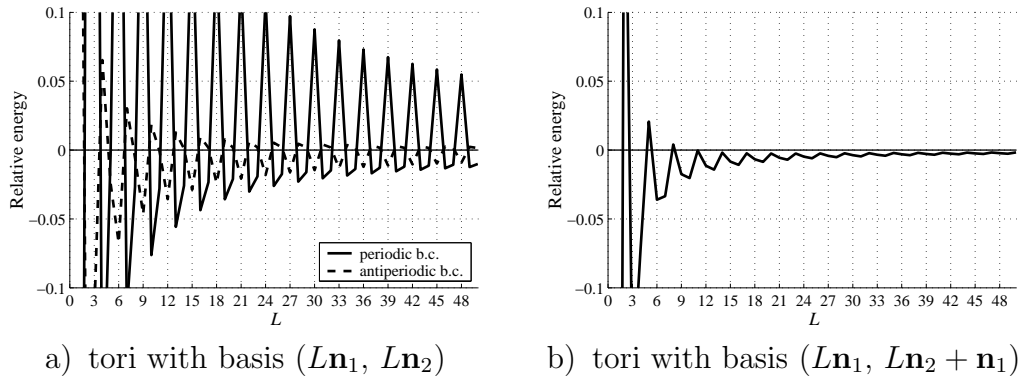 0.1
0.05
0
−0.05
−0.1
Relative energy
0 3 6 9 12 15 18 21 24 27 30 33 36 39 42 45 48
L
periodic b.c.
antiperiodic b.c.
a) tori with basis (Ln₁, Ln₂)
0.1
0.05
0
−0.05
−0.1
Relative energy
0 3 6 9 12 15 18 21 24 27 30 33 36 39 42 45 48
L
b) tori with basis (Ln₁, Ln₂ + n₁)